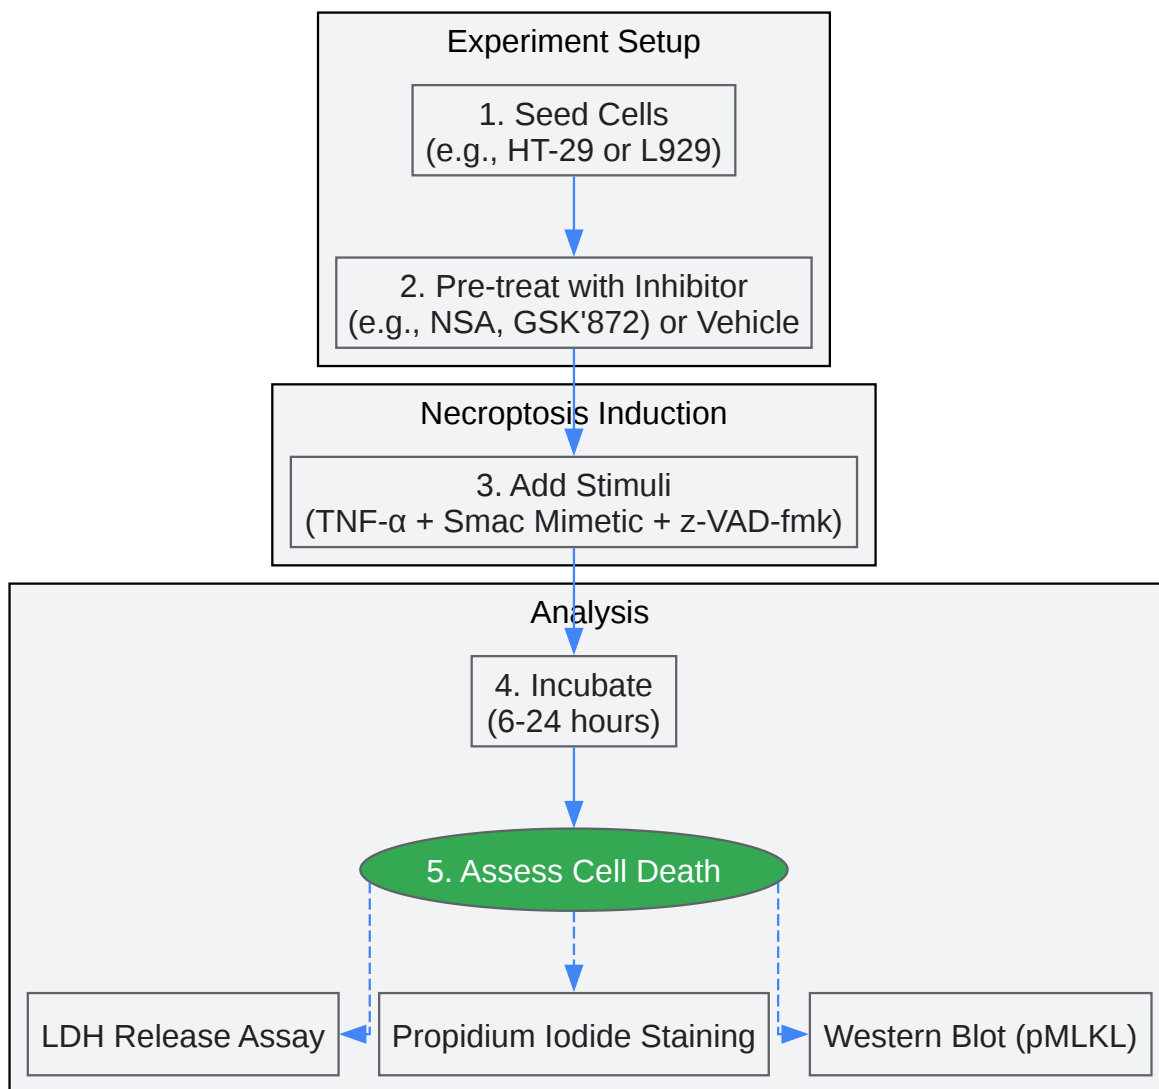 Experiment Setup
1. Seed Cells
(e.g., HT-29 or L929)
2. Pre-treat with Inhibitor
(e.g., NSA, GSK'872) or Vehicle
Necroptosis Induction
3. Add Stimuli
(TNF-α + Smac Mimetic + z-VAD-fmk)
Analysis
4. Incubate
(6-24 hours)
5. Assess Cell Death
LDH Release Assay
Propidium Iodide Staining
Western Blot (pMLKL)